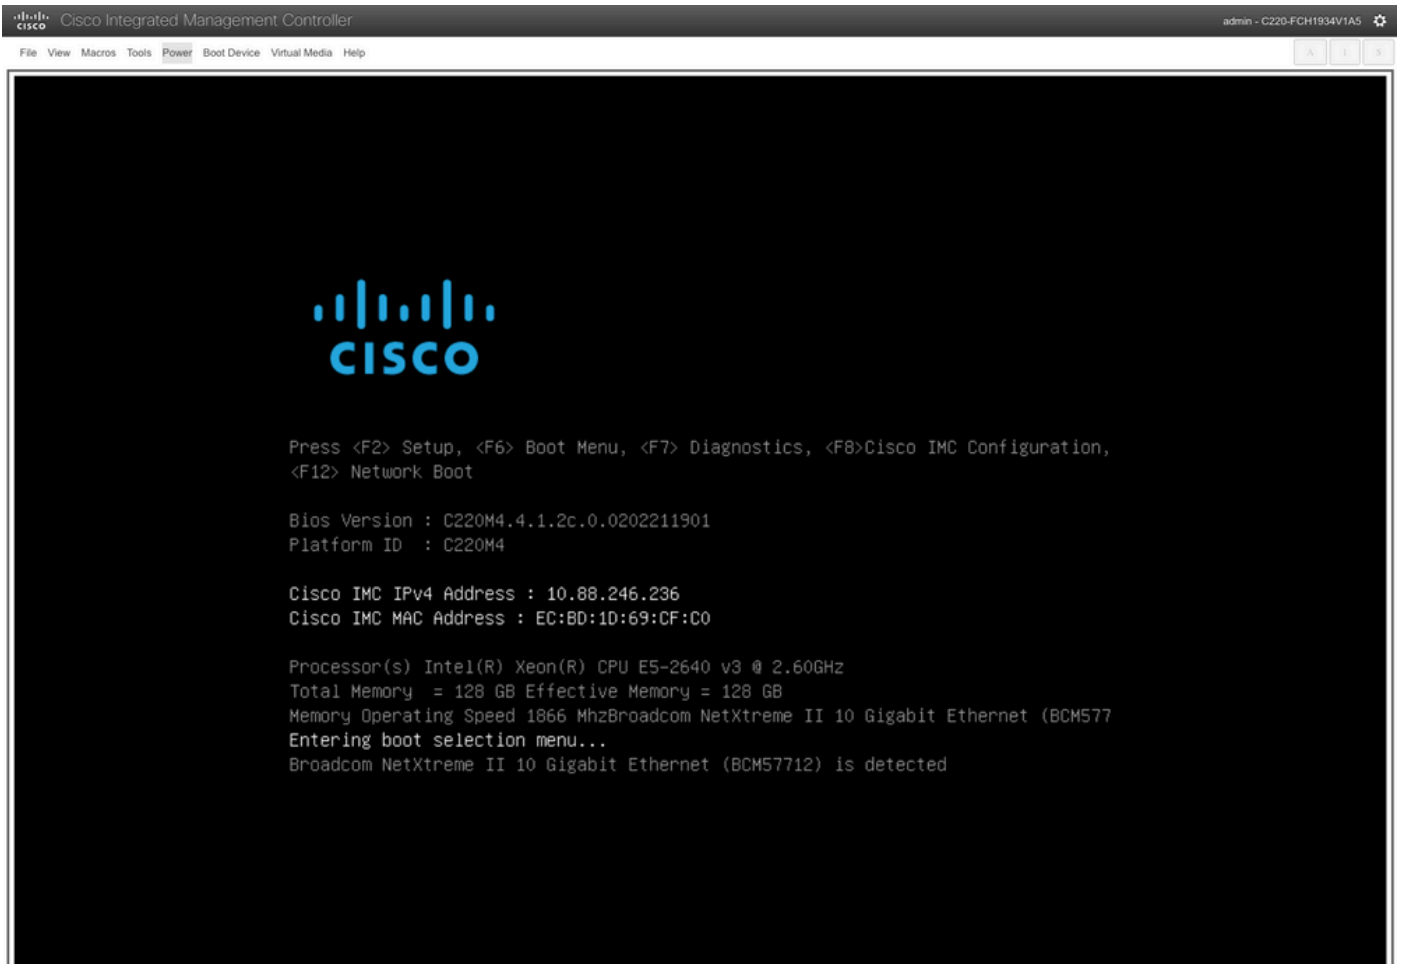 CISCO Cisco Integrated Management Controller admin - C220-FCH1934V1A5
File View Macros Tools Power Boot Device Virtual Media Help
CISCO
Press <F2> Setup, <F6> Boot Menu, <F7> Diagnostics, <F8>Cisco IMC Configuration,
<F12> Network Boot
Bios Version : C220M4.4.1.2c.0.0202211901
Platform ID : C220M4
Cisco IMC IPv4 Address : 10.88.246.236
Cisco IMC MAC Address : EC:BD:1D:69:CF:C0
Processor(s) Intel(R) Xeon(R) CPU E5-2640 v3 @ 2.60GHz
Total Memory = 128 GB Effective Memory = 128 GB
Memory Operating Speed 1866 MhzBroadcom NetXtreme II 10 Gigabit Ethernet (BCM577
Entering boot selection menu...
Broadcom NetXtreme II 10 Gigabit Ethernet (BCM57712) is detected